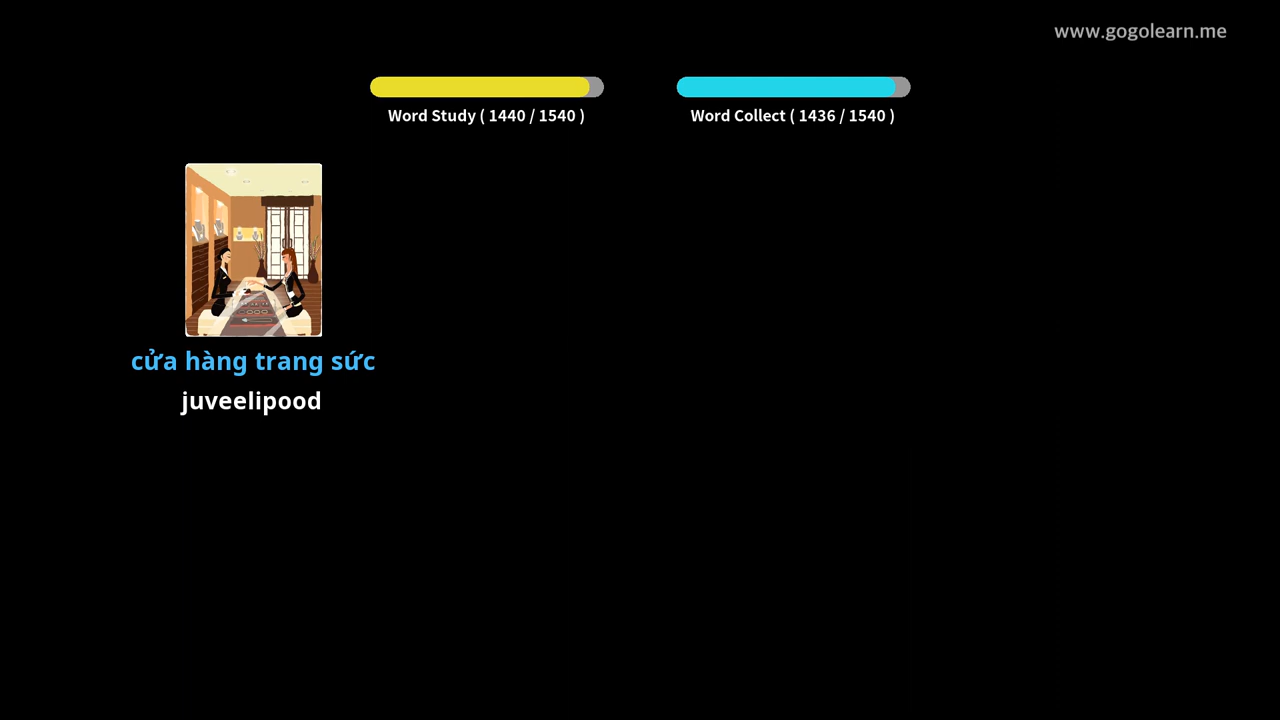 www.gogolearn.me
Word Study ( 1440 / 1540 )
Word Collect ( 1436 / 1540 )
cửa hàng trang sức
juveelipood